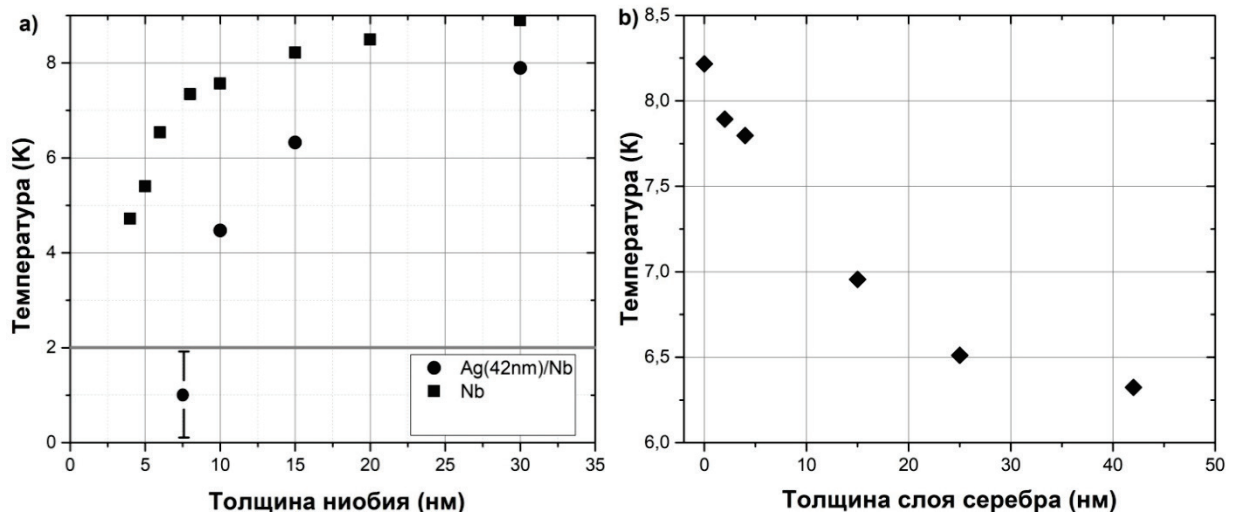 a)
Температура (K)
8
6
4
2
0
0 5 10 15 20 25 30 35
Толщина ниобия (нм)
Ag(42nm)/Nb
Nb
b)
Температура (K)
8,5
8,0
7,5
7,0
6,5
6,0
0 10 20 30 40 50
Толщина слоя серебра (нм)